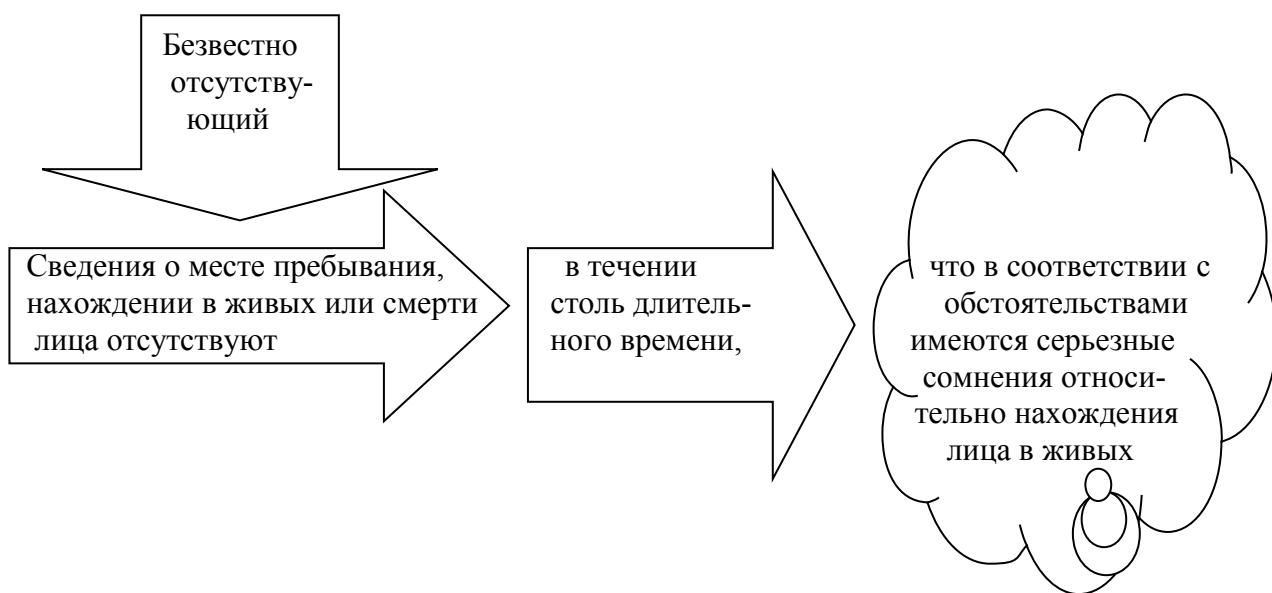 Безвестно
отсутству-
ющий
Сведения о месте пребывания,
нахождении в живых или смерти
лица отсутствуют
в течении
столь длитель-
ного времени,
что в соответствии с
обстоятельствами
имеются серьезные
сомнения относи-
тельно нахождения
лица в живых